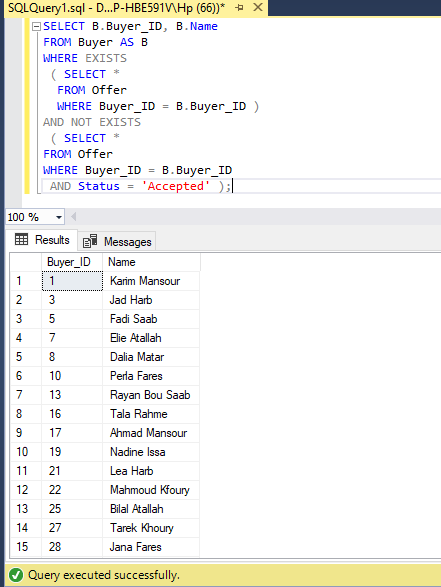 SQLQuery1.sql - D...P-HBE591V\Hp (66))*
SELECT B.Buyer_ID, B.Name
FROM Buyer AS B
WHERE EXISTS
( SELECT *
FROM Offer
WHERE Buyer_ID = B.Buyer_ID )
AND NOT EXISTS
( SELECT *
FROM Offer
WHERE Buyer_ID = B.Buyer_ID
AND Status = 'Accepted' );
100 %
Results Messages
Buyer_ID Name
1 1 Karim Mansour
2 3 Jad Harb
3 5 Fadi Saab
4 7 Elie Atallah
5 8 Dalia Matar
6 10 Perla Fares
7 13 Rayan Bou Saab
8 16 Tala Rahme
9 17 Ahmad Mansour
10 19 Nadine Issa
11 21 Lea Harb
12 22 Mahmoud Kfoury
13 25 Bilal Atallah
14 27 Tarek Khoury
15 28 Jana Fares
Query executed successfully.